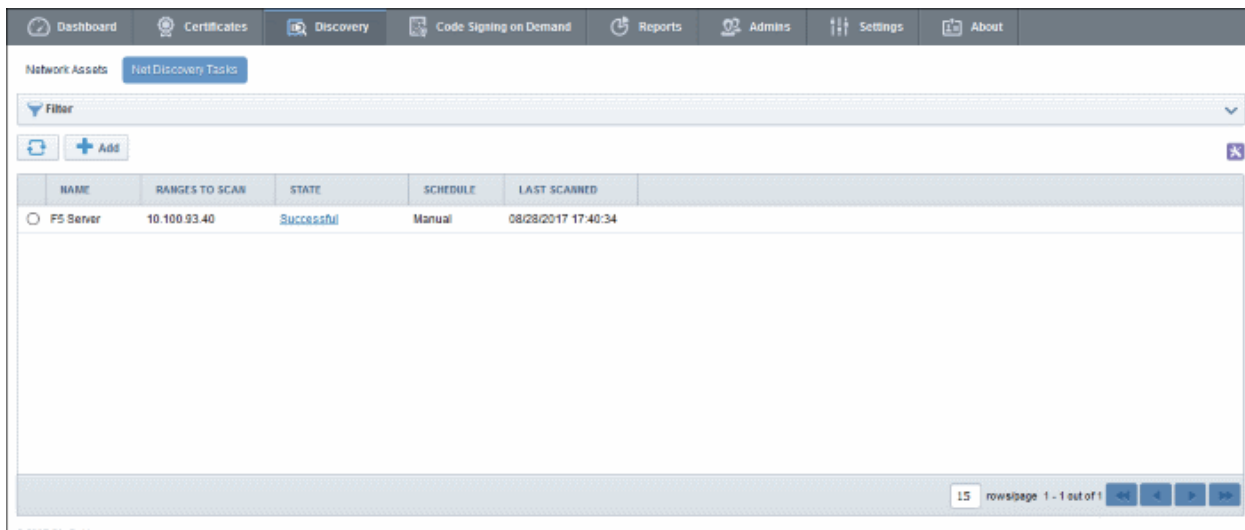 Dashboard Certificates Discovery Code Signing on Demand Reports Admins Settings About
Network Assets Net Discovery Tasks
Filter
Add
NAME RANGES TO SCAN STATE SCHEDULE LAST SCANNED
F5 Server 10.100.93.40 Successful Manual 08/28/2017 17:40:34
15 rows/page 1 - 1 out of 1